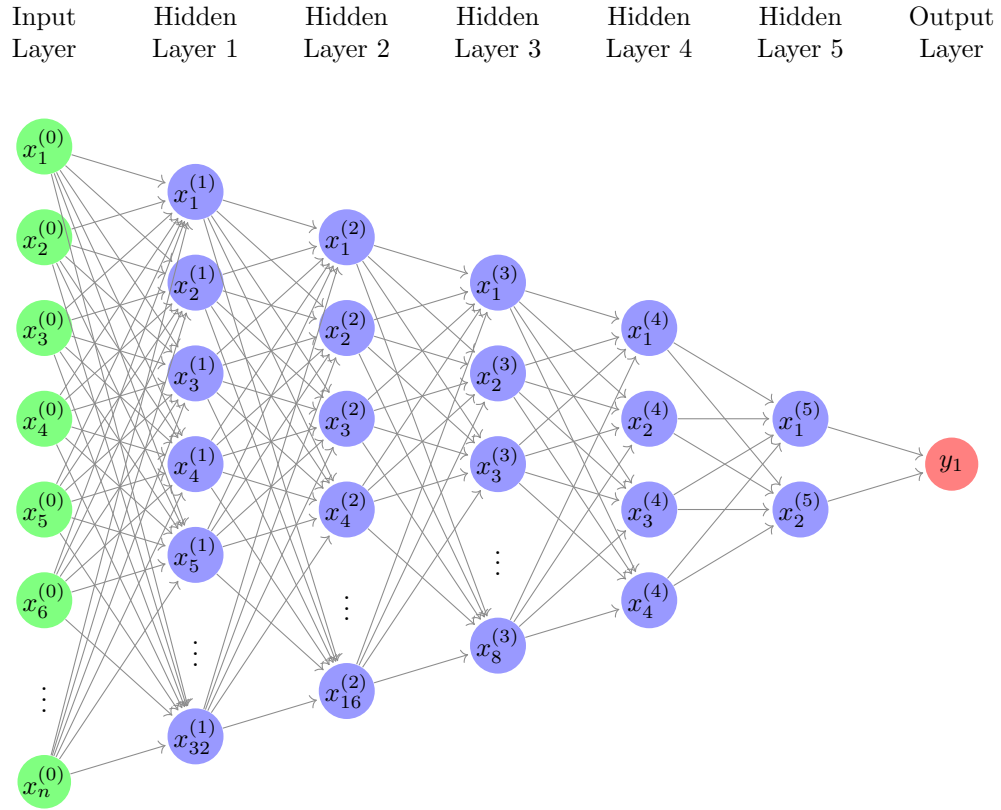 Input Layer
Hidden Layer 1
Hidden Layer 2
Hidden Layer 3
Hidden Layer 4
Hidden Layer 5
Output Layer
x_1^{(0)}
x_2^{(0)}
x_3^{(0)}
x_4^{(0)}
x_5^{(0)}
x_6^{(0)}
⋮
x_n^{(0)}
x_1^{(1)}
x_2^{(1)}
x_3^{(1)}
x_4^{(1)}
x_5^{(1)}
⋮
x_{32}^{(1)}
x_1^{(2)}
x_2^{(2)}
x_3^{(2)}
x_4^{(2)}
⋮
x_{16}^{(2)}
x_1^{(3)}
x_2^{(3)}
x_3^{(3)}
⋮
x_8^{(3)}
x_1^{(4)}
x_2^{(4)}
x_3^{(4)}
x_4^{(4)}
x_1^{(5)}
x_2^{(5)}
y_1